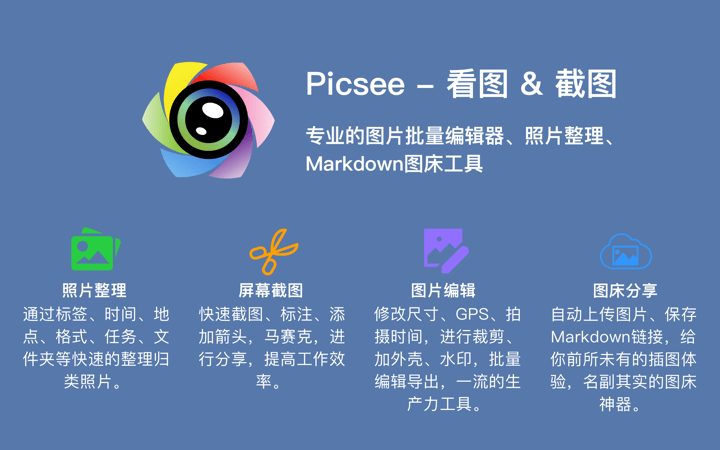 Picsee - 看图 & 截图
专业的图片批量编辑器、照片整理、
Markdown图床工具
照片整理
通过标签、时间、地
点、格式、任务、文
件夹等快速的整理归
类照片。
屏幕截图
快速截图、标注、添
加箭头，马赛克，进
行分享，提高工作效
率。
图片编辑
修改尺寸、GPS、拍
摄时间，进行裁剪、
加外壳、水印，批量
编辑导出，一流的生
产力工具。
图床分享
自动上传图片、保存
Markdown链接，给
你前所未有的插图体
验，名副其实的图床
神器。